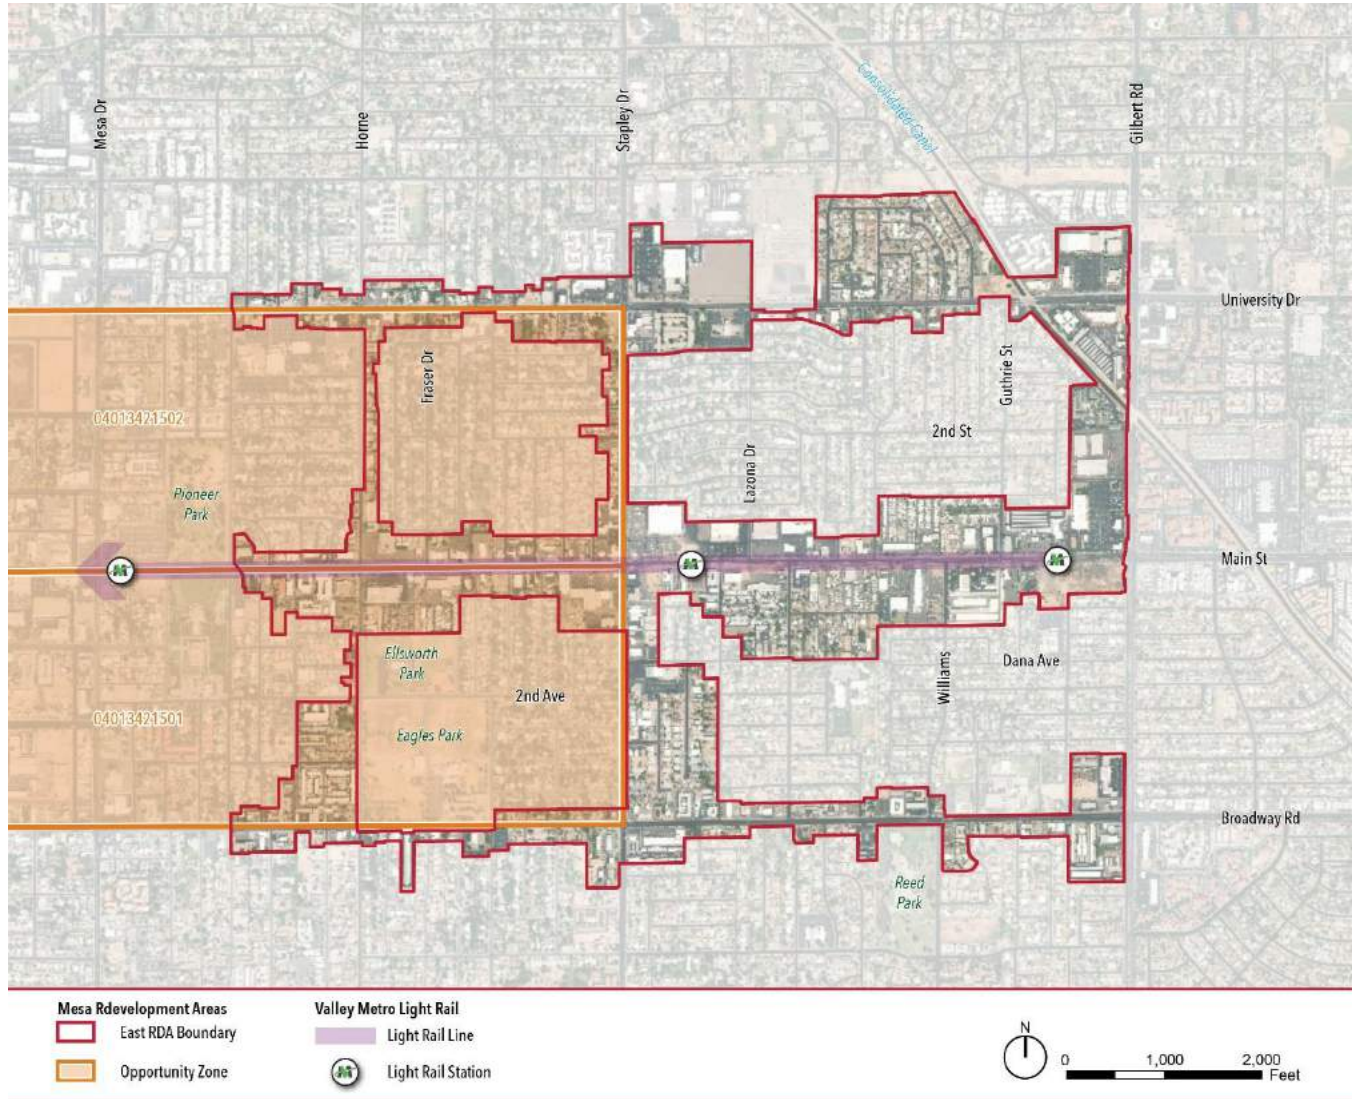 Mesa Dr
Horne
Stapley Dr
Consolidated Canal
Gilbert Rd
University Dr
Fraser Dr
Guthrie St
04013421502
2nd St
Lazona Dr
Pioneer
Park
Main St
Ellsworth
Park
Dana Ave
Williams
2nd Ave
04013421501
Eagles Park
Broadway Rd
Reed
Park
Mesa Rdevelopment Areas
East RDA Boundary
Opportunity Zone
Valley Metro Light Rail
Light Rail Line
Light Rail Station
N
0 1,000 2,000
Feet